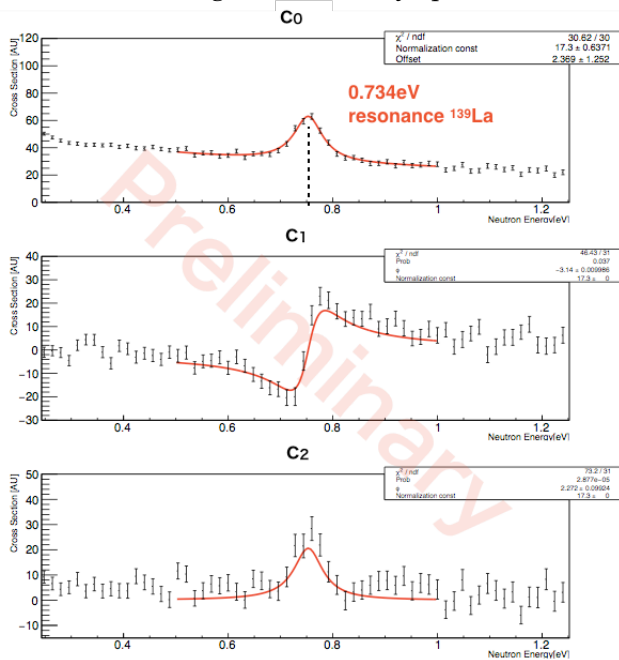 C0
χ² / ndf 30.62 / 30
Normalization const 17.3 ± 0.6371
Offset 2.369 ± 1.252
Cross Section [AU]
120
100
80
60
40
20
0
0.734eV
resonance ¹³⁹La
0.4 0.6 0.8 1 1.2
Neutron Energy[eV]
C1
χ² / ndf 46.43 / 31
Prob 0.037
φ -3.14 ± 0.009986
Normalization const 17.3 ± 0
Cross Section [AU]
40
30
20
10
0
−10
−20
−30
0.4 0.6 0.8 1 1.2
Neutron Energy[eV]
C2
χ² / ndf 73.2 / 31
Prob 2.877e-05
φ 2.272 ± 0.09924
Normalization const 17.3 ± 0
Cross Section [AU]
50
40
30
20
10
0
−10
0.4 0.6 0.8 1 1.2
Neutron Energy[eV]
Preliminary